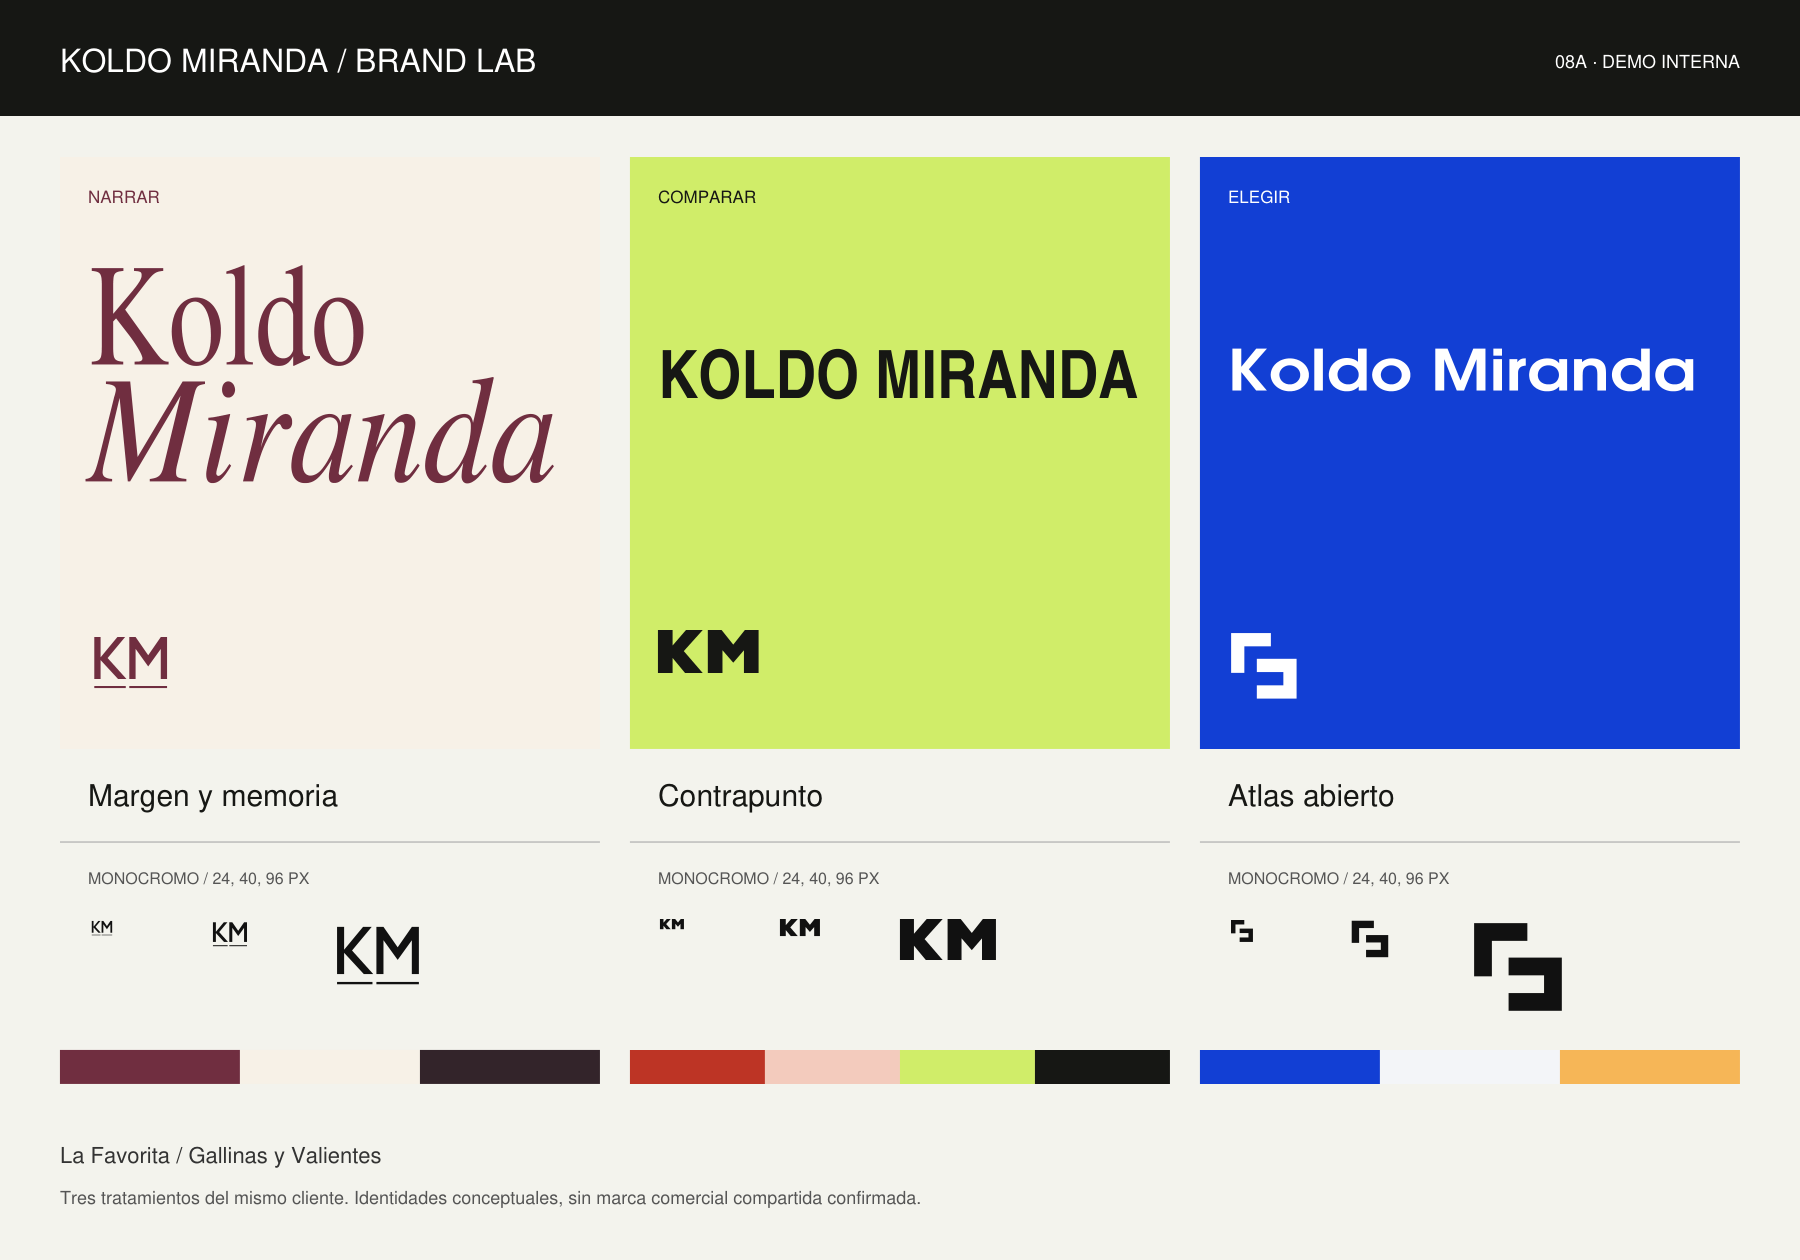 KOLDO MIRANDA / BRAND LAB
08A · DEMO INTERNA
NARRAR
Koldo
Miranda
KM
Margen y memoria
MONOCROMO / 24, 40, 96 PX
KM KM KM
COMPARAR
KOLDO MIRANDA
KM
Contrapunto
MONOCROMO / 24, 40, 96 PX
KM KM KM
ELEGIR
Koldo Miranda
Atlas abierto
MONOCROMO / 24, 40, 96 PX
La Favorita / Gallinas y Valientes
Tres tratamientos del mismo cliente. Identidades conceptuales, sin marca comercial compartida confirmada.